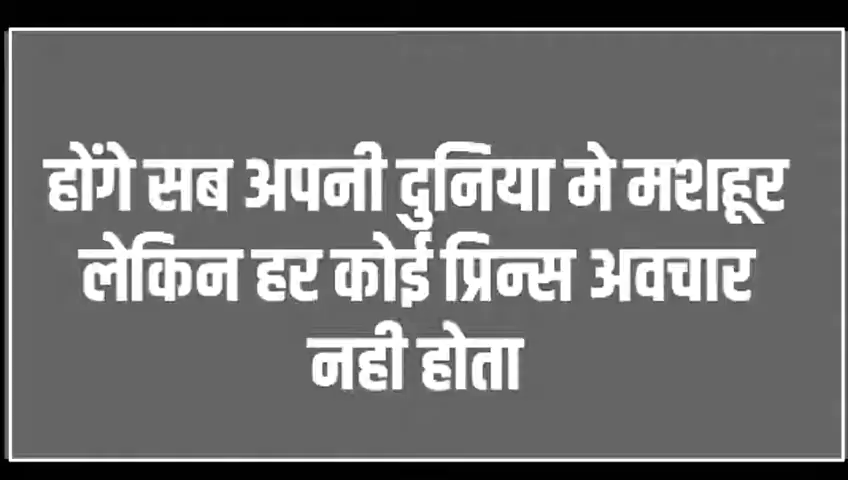 होंगे सब अपनी दुनिया मे मशहूर
लेकिन हर कोई प्रिन्स अवचार
नही होता